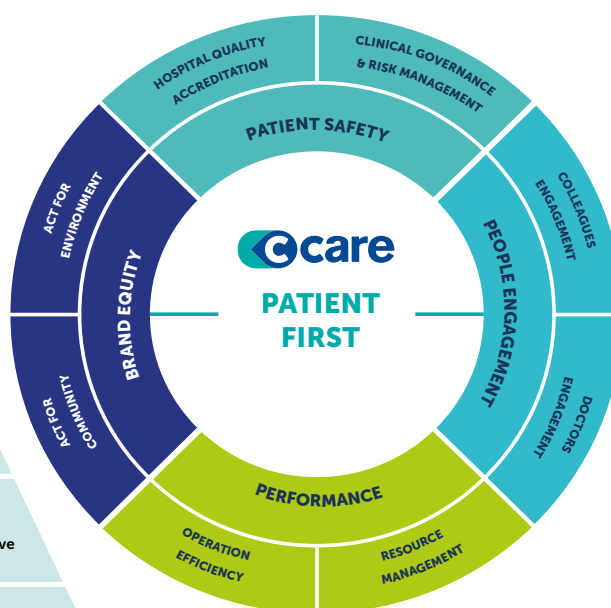 HOSPITAL QUALITY
ACCREDITATION
CLINICAL GOVERNANCE
& RISK MANAGEMENT
PATIENT SAFETY
ACT FOR
ENVIRONMENT
COLLEAGUES
ENGAGEMENT
BRAND EQUITY
PEOPLE ENGAGEMENT
C care
PATIENT
FIRST
ACT FOR
COMMUNITY
DOCTORS
ENGAGEMENT
PERFORMANCE
OPERATION
EFFICIENCY
RESOURCE
MANAGEMENT
ve